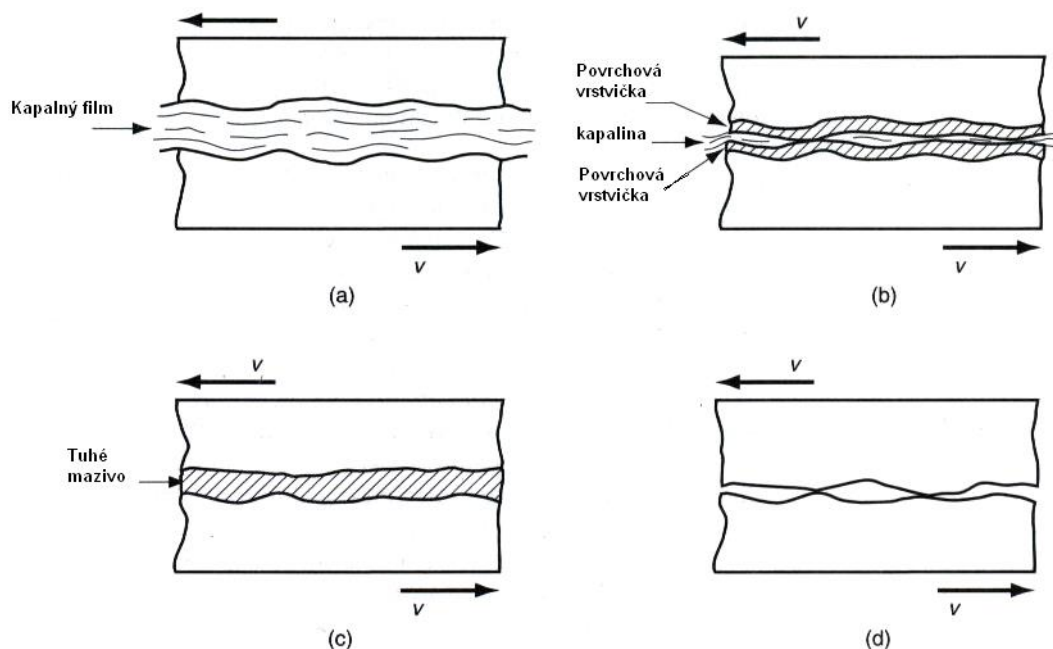 Kapalný film
v
(a)
v
Povrchová
vrstvička
kapalina
Povrchová
vrstvička
v
(b)
v
Tuhé
mazivo
v
(c)
v
v
(d)